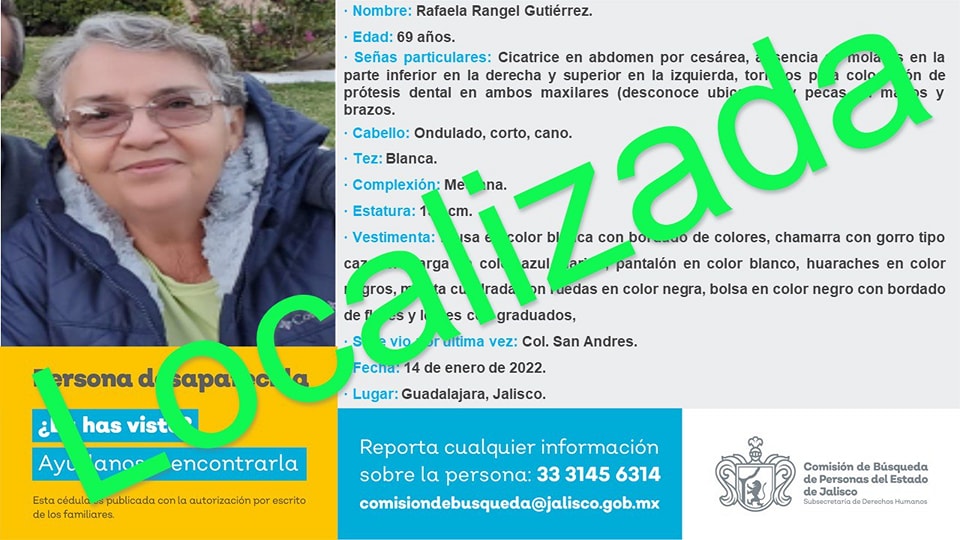 · Nombre: Rafaela Rangel Gutiérrez.
· Edad: 69 años.
· Señas particulares: Cicatrice en abdomen por cesárea, ausencia de molares en la
parte inferior en la derecha y superior en la izquierda, tornillos para colocación de
prótesis dental en ambos maxilares (desconoce y pecas en manos y
brazos.
· Cabello: Ondulado, corto, cano.
· Tez: Blanca.
· Complexión: Mediana.
· Estatura: cm.
· Vestimenta: Blusa en color blanca con bordado de colores, chamarra con gorro tipo
larga en color azul marino, pantalón en color blanco, huaraches en color
negros, maleta cuadrada con ruedas en color negra, bolsa en color negro con bordado
de flores y lentes con graduados,
· Se le vio por última vez: Col. San Andres.
· Fecha: 14 de enero de 2022.
· Lugar: Guadalajara, Jalisco.
Localizada
Persona desaparecida
¿La has visto?
Ayúdanos a encontrarla
Esta cédula es publicada con la autorización por escrito
de los familiares.
Reporta cualquier información
sobre la persona: 33 3145 6314
comisiondebusqueda@jalisco.gob.mx
Comisión de Búsqueda
de Personas del Estado
de Jalisco
Subsecretaría de Derechos Humanos
Columbia